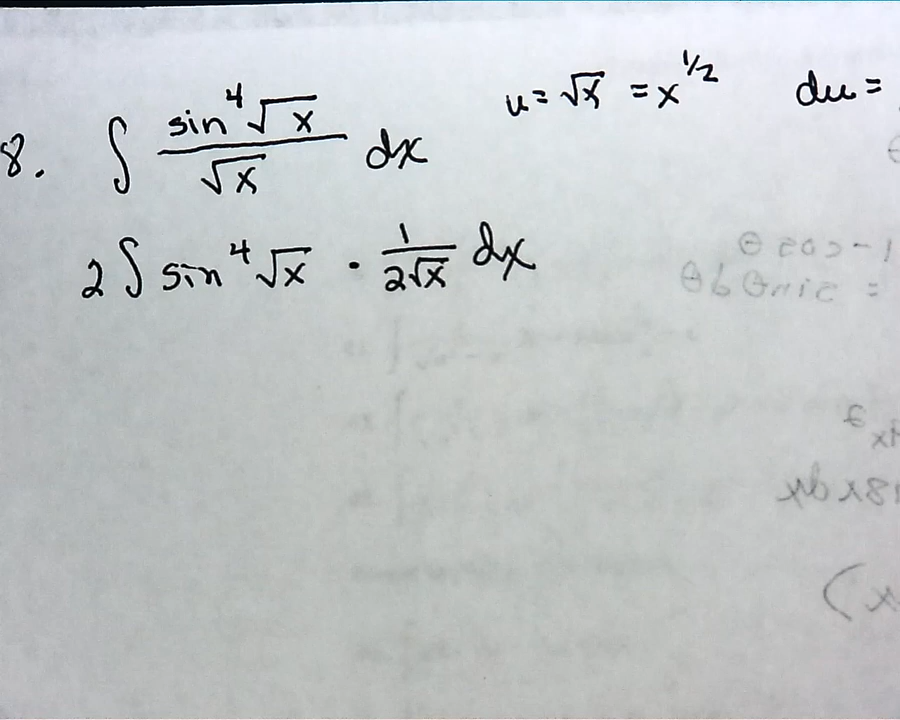 8. ∫ sin⁴√x / √x dx   u = √x = x^1/2   du =
2 ∫ sin⁴√x · 1/(2√x) dx